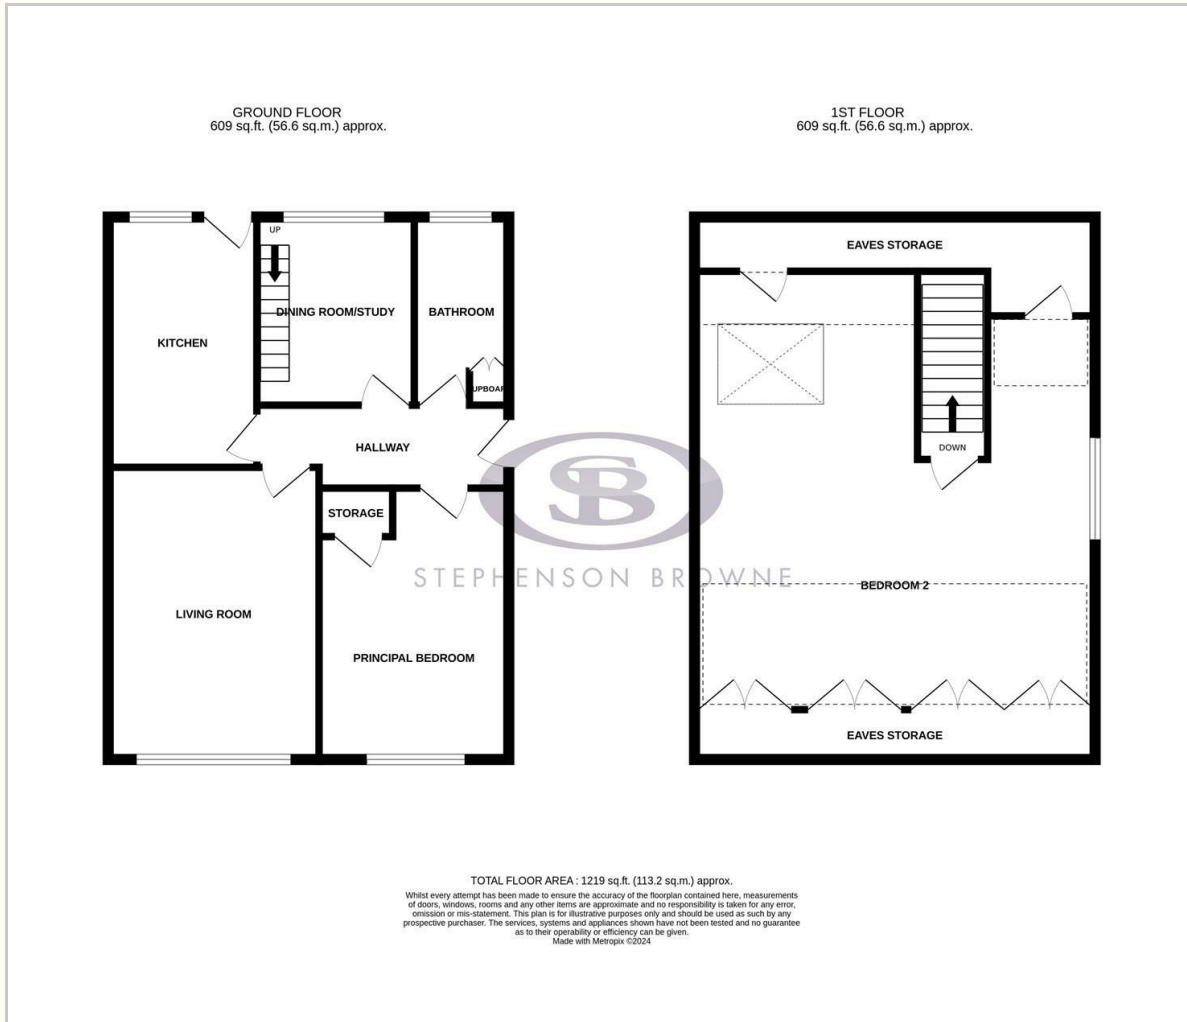 GROUND FLOOR
609 sq.ft. (56.6 sq.m.) approx.
1ST FLOOR
609 sq.ft. (56.6 sq.m.) approx.
UP
DINING ROOM/STUDY
BATHROOM
KITCHEN
UPBOAR
HALLWAY
STORAGE
LIVING ROOM
PRINCIPAL BEDROOM
EAVES STORAGE
DOWN
BEDROOM 2
EAVES STORAGE
SB
STEPHENSON BROWNE
TOTAL FLOOR AREA : 1219 sq.ft. (113.2 sq.m.) approx.
Whilst every attempt has been made to ensure the accuracy of the floorplan contained here, measurements
of doors, windows, rooms and any other items are approximate and no responsibility is taken for any error,
omission or mis-statement. This plan is for illustrative purposes only and should be used as such by any
prospective purchaser. The services, systems and appliances shown have not been tested and no guarantee
as to their operability or efficiency can be given.
Made with Metropix ©2024